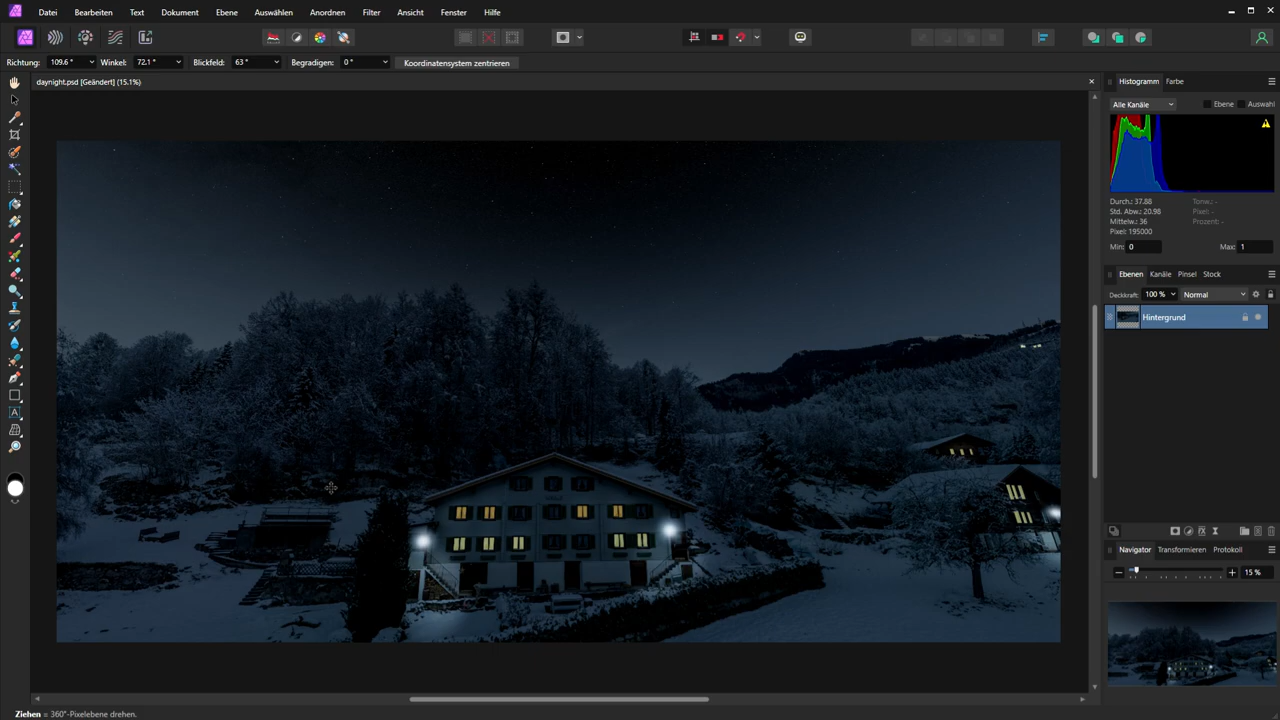 Datei Bearbeiten Text Dokument Ebene Auswählen Anordnen Filter Ansicht Fenster Hilfe
Richtung: 109.6 ° Winkel: 72.1 ° Blickfeld: 63 ° Begradigen: 0 ° Koordinatensystem zentrieren
daynight.psd [Geändert] (15.1%)
Histogramm Farbe
Alle Kanäle Ebene Auswahl
Durch.: 37.88 Tonw.: -
Std. Abw.: 20.98 Pixel: -
Mittelw.: 36 Prozent: -
Pixel: 195000
Min: 0 Max: 1
Ebenen Kanäle Pinsel Stock
Deckkraft: 100 % Normal
Hintergrund
Navigator Transformieren Protokoll
15 %
Ziehen = 360°-Pixelebene drehen.